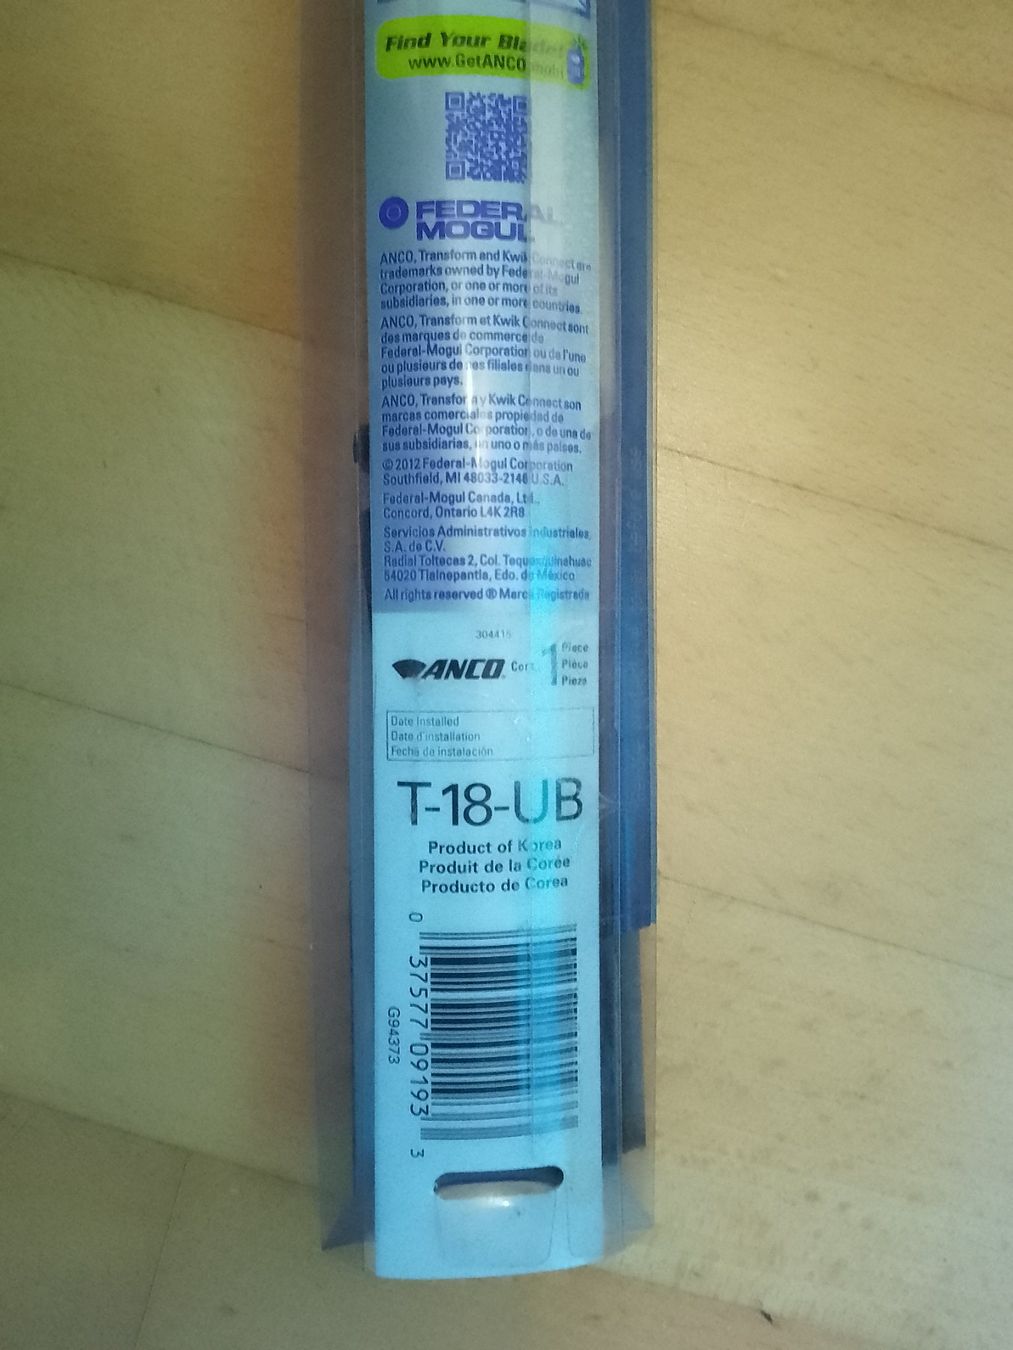 Find Your Blade!
www.GetANCO.mobi
FEDERAL
MOGUL
ANCO, Transform and Kwik Connect are
trademarks owned by Federal-Mogul
Corporation, or one or more of its
subsidiaries, in one or more countries.
ANCO, Transform et Kwik Connect sont
des marques de commerce de
Federal-Mogul Corporation ou de l'une
ou plusieurs de ses filiales dans un ou
plusieurs pays.
ANCO, Transform y Kwik Connect son
marcas comerciales propiedad de
Federal-Mogul Corporation, o de una de
sus subsidiarias, en uno o más países.
© 2012 Federal-Mogul Corporation
Southfield, MI 48033-2146 U.S.A.
Federal-Mogul Canada, Ltd.,
Concord, Ontario L4K 2R8
Servicios Administrativos Industriales,
S.A. de C.V.
Radial Toltecas 2, Col. Tequexquinahuac
54020 Tlalnepantla, Edo. de México
All rights reserved ® Marca Registrada
304415
ANCO Cont. 1 Piece
Pièce
Pieza
Date Installed
Date d'installation
Fecha de instalación
T-18-UB
Product of Korea
Produit de la Corée
Producto de Corea
0 37577 09193 3
G94373